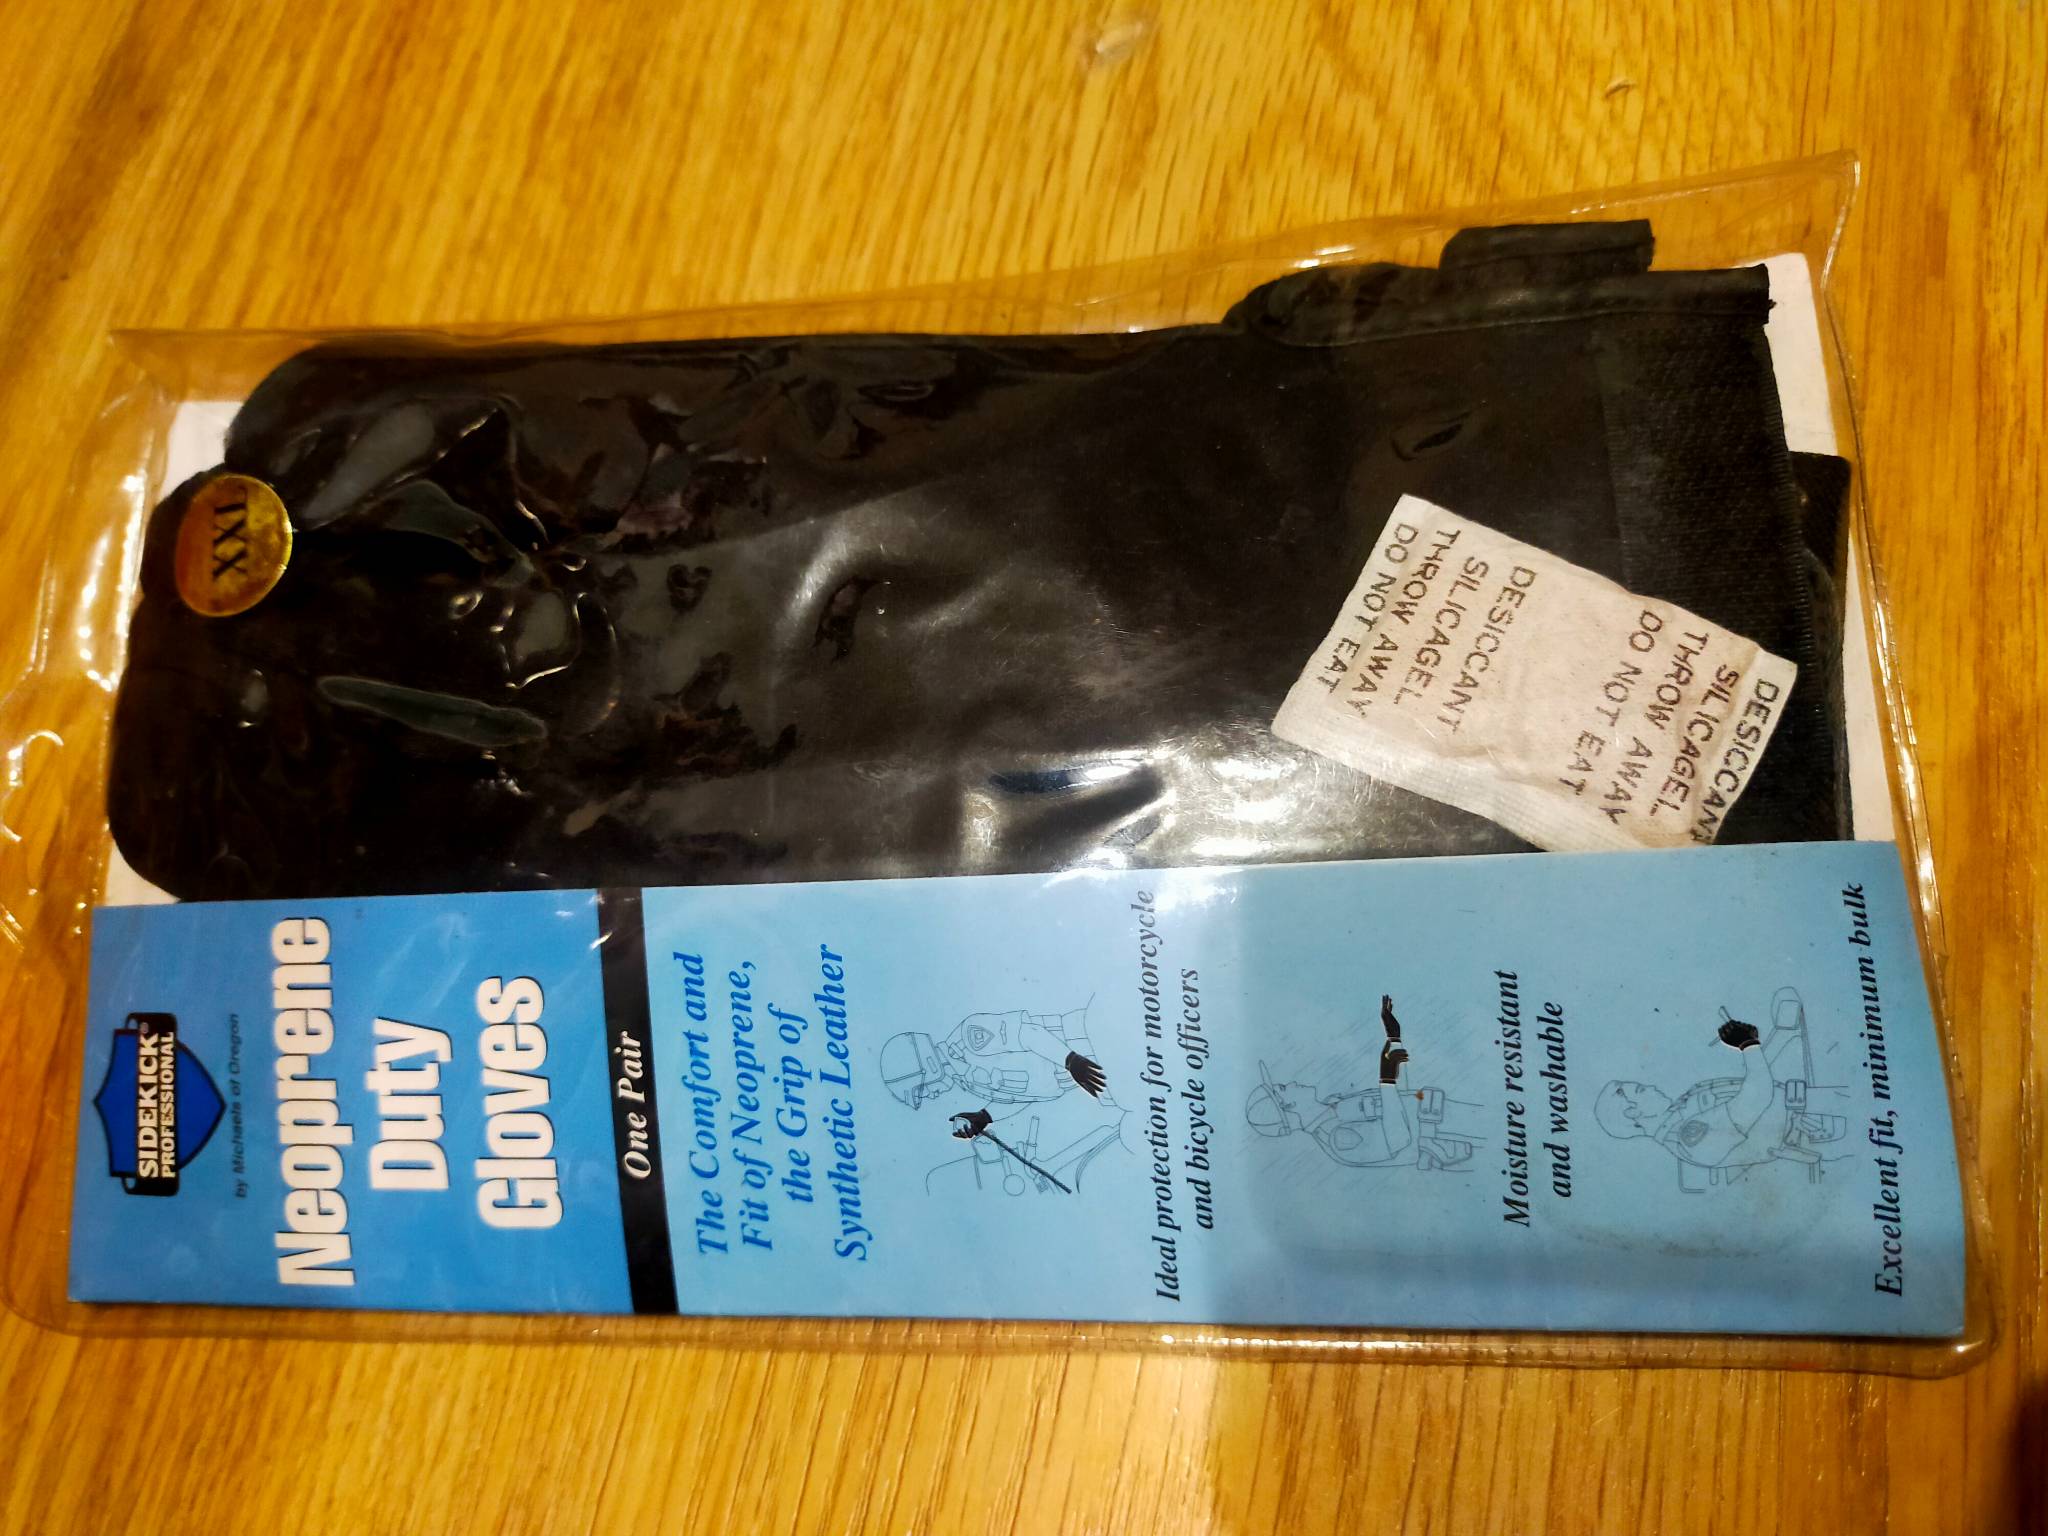 SIDEKICK®
PROFESSIONAL
by Michaels of Oregon
Neoprene
Duty
Gloves
One Pair
The Comfort and
Fit of Neoprene,
the Grip of
Synthetic Leather
Ideal protection for motorcycle
and bicycle officers
Moisture resistant
and washable
Excellent fit, minimum bulk
XXL
DESICCANT
SILICAGEL
THROW AWAY
DO NOT EAT
DESICCANT
SILICAGEL
THROW AWAY
DO NOT EAT